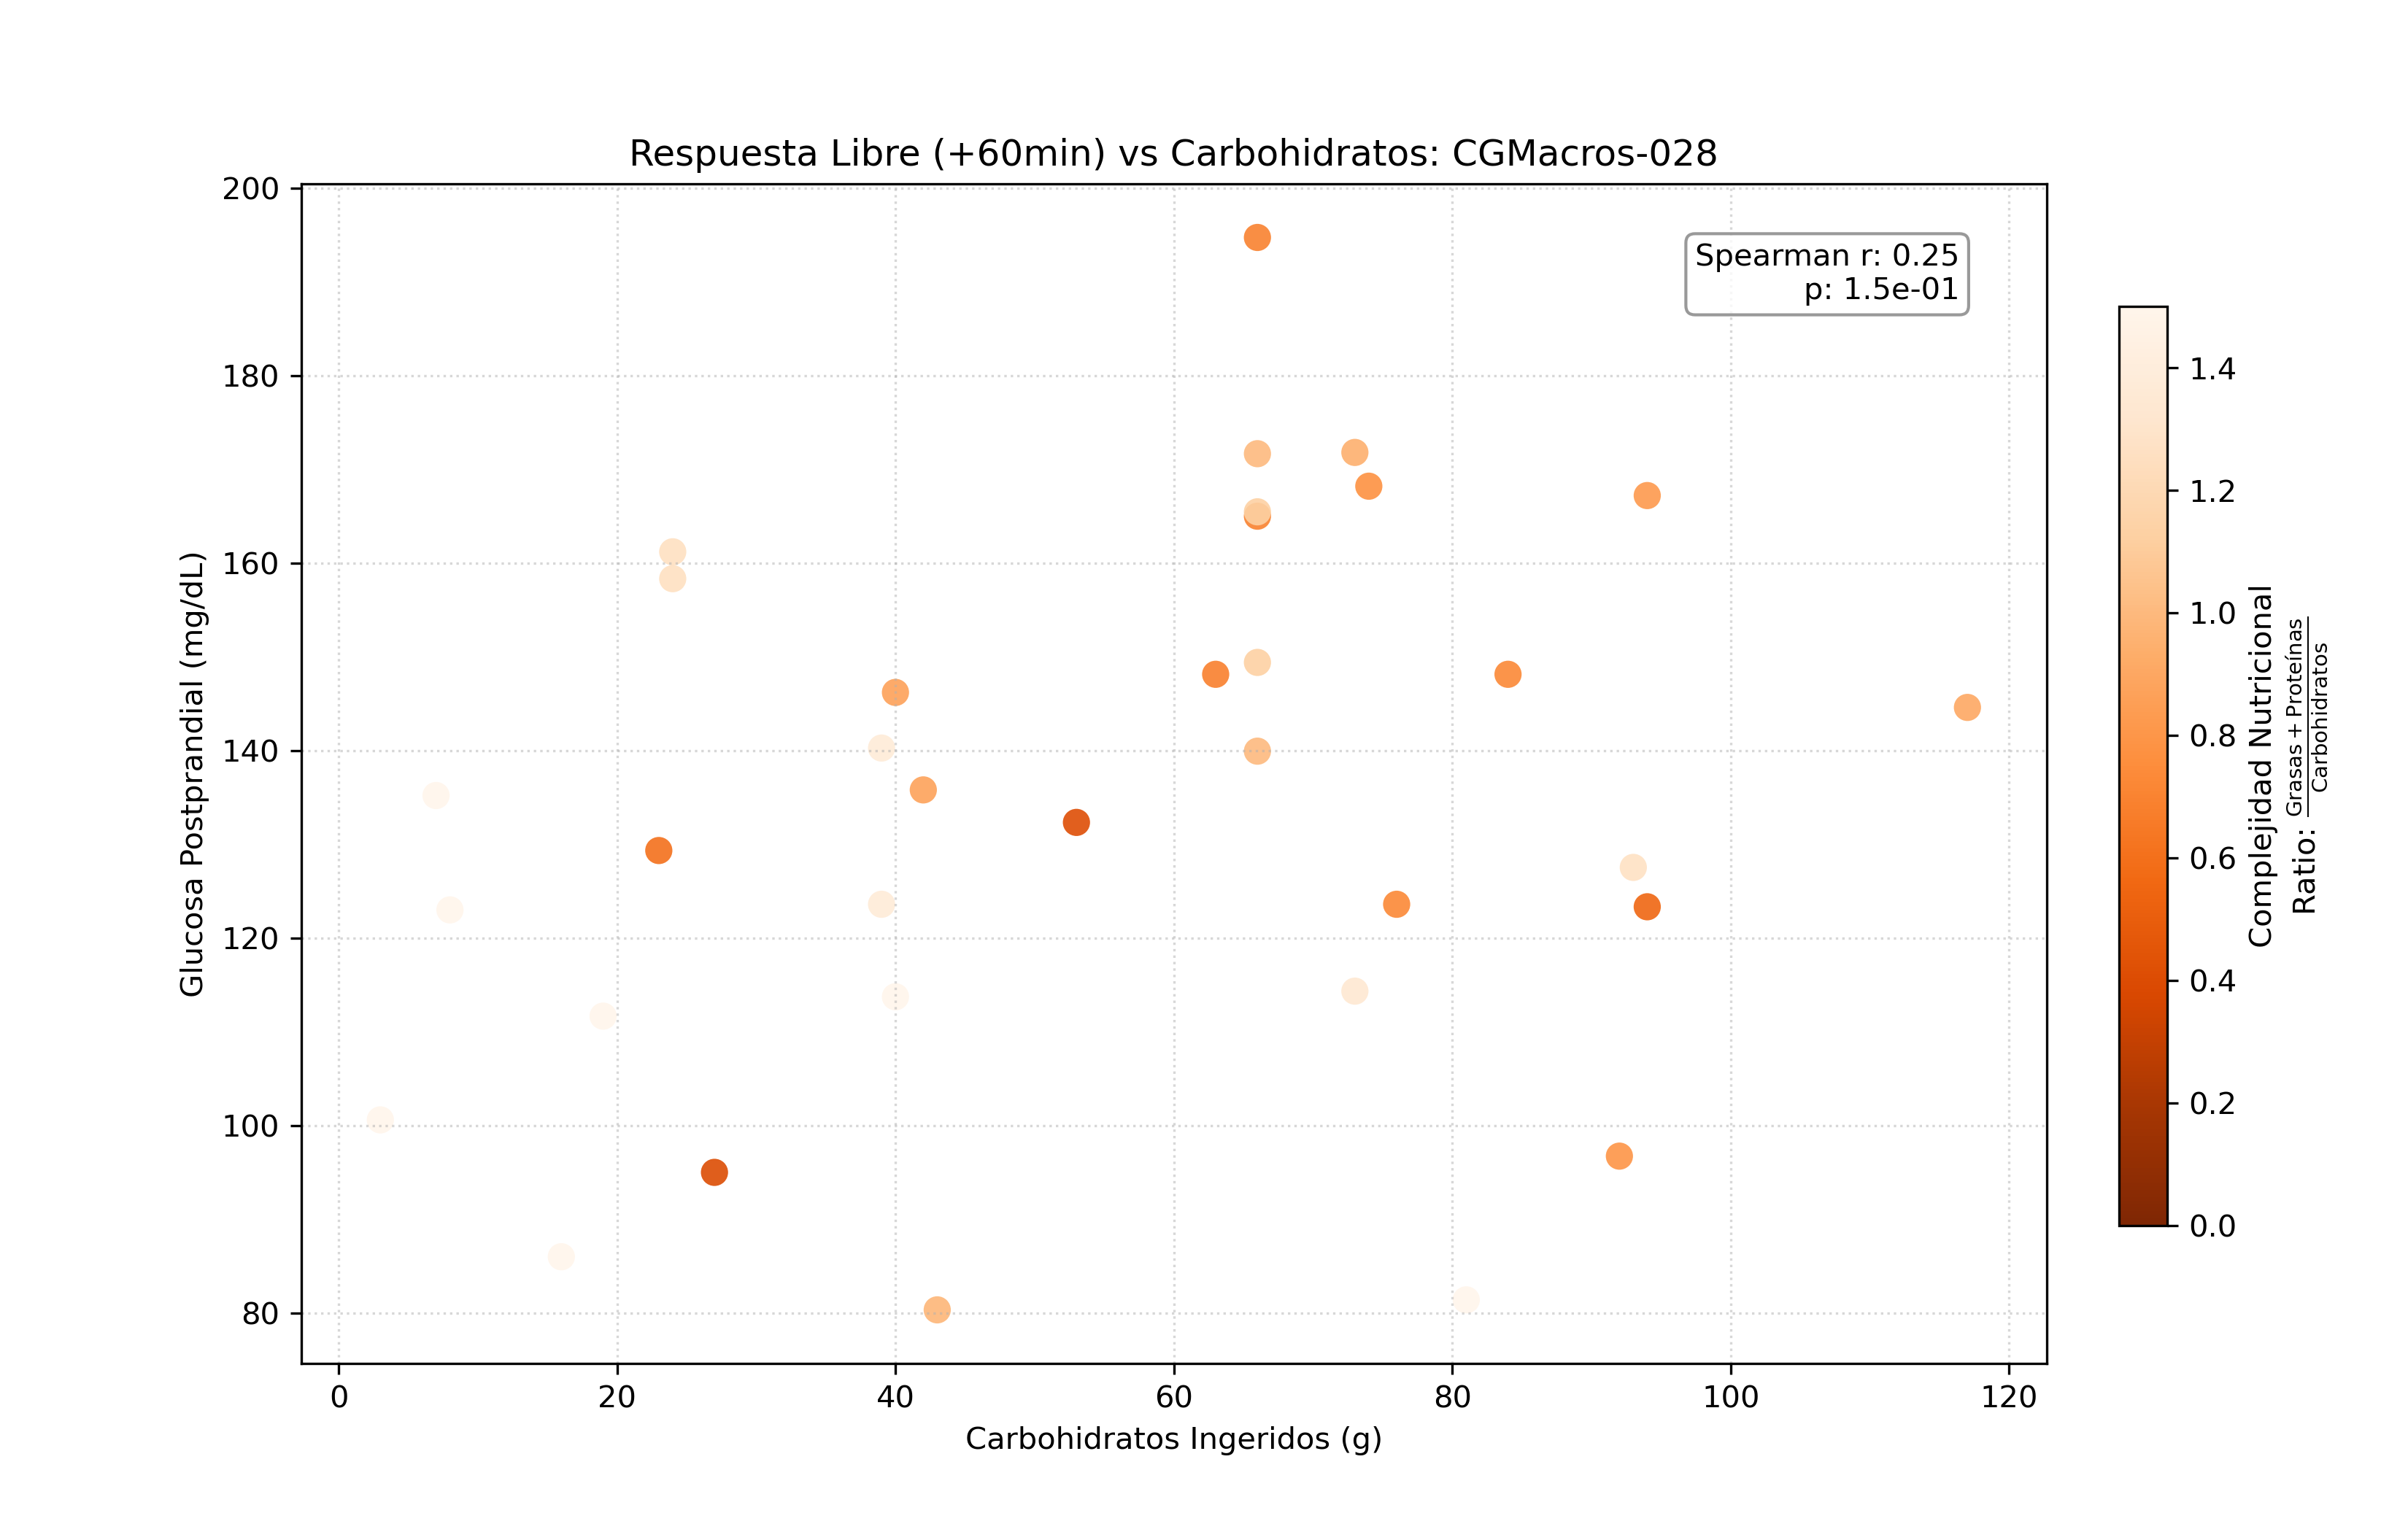 Respuesta Libre (+60min) vs Carbohidratos: CGMacros-028
Spearman r: 0.25
p: 1.5e-01
Glucosa Postprandial (mg/dL)
200
180
160
140
120
100
80
0
20
40
60
80
100
120
Carbohidratos Ingeridos (g)
1.4
1.2
1.0
0.8
0.6
0.4
0.2
0.0
Complejidad Nutricional
Ratio: Grasas + Proteínas
Carbohidratos